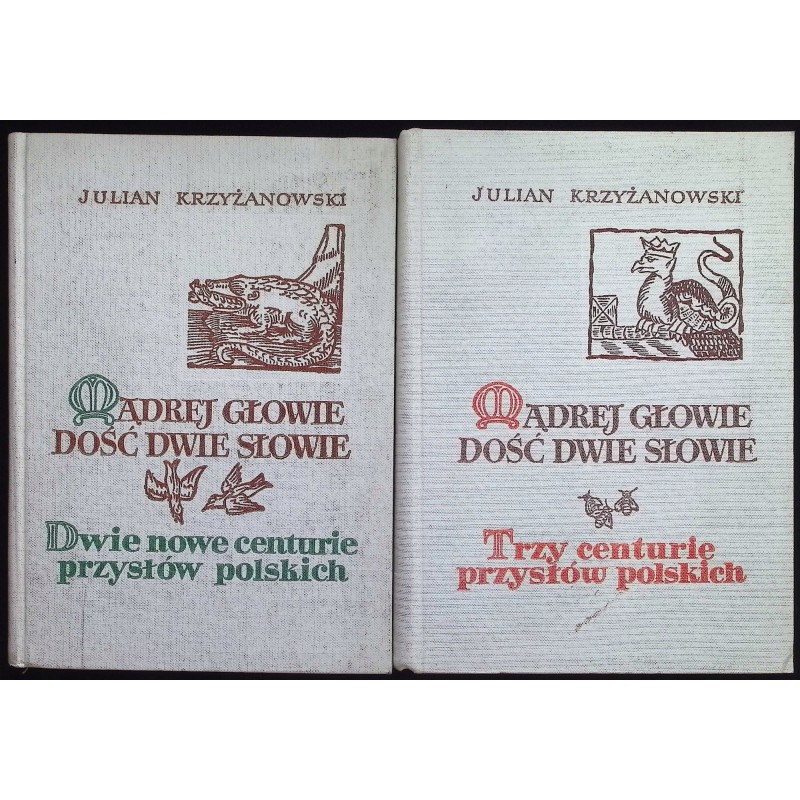 JULIAN KRZYŻANOWSKI
MĄDREJ GŁOWIE
DOŚĆ DWIE SŁOWIE
Dwie nowe centurie
przysłów polskich
JULIAN KRZYŻANOWSKI
MĄDREJ GŁOWIE
DOŚĆ DWIE SŁOWIE
Trzy centurie
przysłów polskich